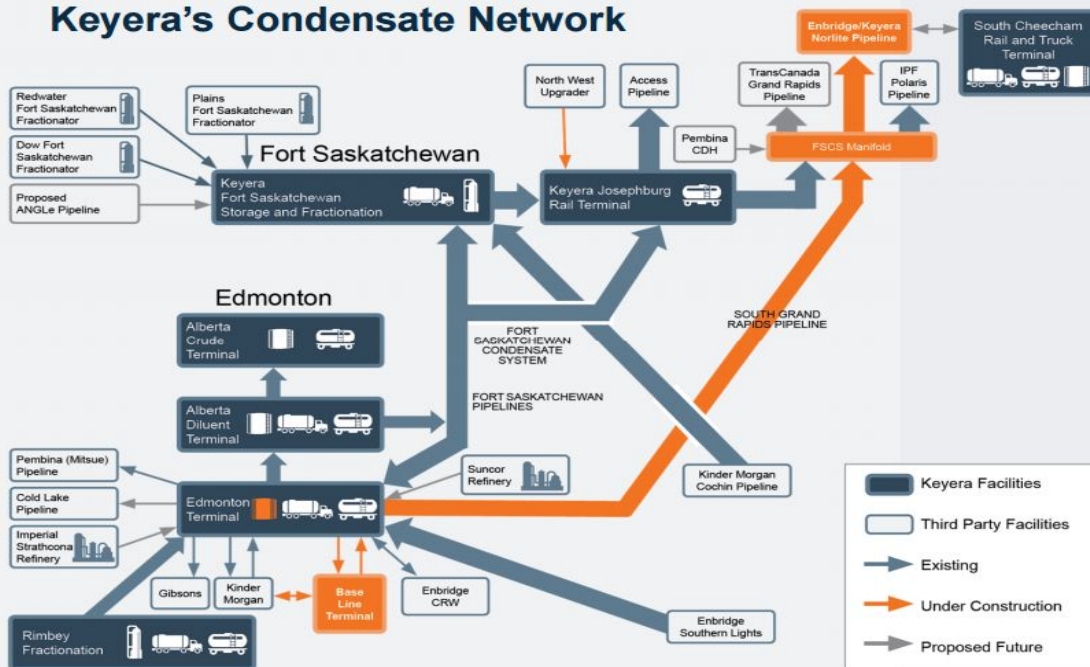 Keyera's Condensate Network
Enbridge/Keyera
Norlite Pipeline
South Cheecham
Rail and Truck
Terminal
Redwater
Fort Saskatchewan
Fractionator
Plains
Fort Saskatchewan
Fractionator
North West
Upgrader
Access
Pipeline
TransCanada
Grand Rapids
Pipeline
IPF
Polaris
Pipeline
Dow Fort
Saskatchewan
Fractionator
Fort Saskatchewan
Pembina
CDH
FSCS Manifold
Proposed
ANGLe Pipeline
Keyera
Fort Saskatchewan
Storage and Fractionation
Keyera Josephburg
Rail Terminal
Edmonton
Alberta
Crude
Terminal
FORT
SASKATCHEWAN
CONDENSATE
SYSTEM
SOUTH GRAND
RAPIDS PIPELINE
Alberta
Diluent
Terminal
FORT SASKATCHEWAN
PIPELINES
Pembina (Mitsue)
Pipeline
Cold Lake
Pipeline
Imperial
Strathcona
Refinery
Edmonton
Terminal
Suncor
Refinery
Kinder Morgan
Cochin Pipeline
Gibsons
Kinder
Morgan
Base
Line
Terminal
Enbridge
CRW
Enbridge
Southern Lights
Rimbey
Fractionation
Keyera Facilities
Third Party Facilities
Existing
Under Construction
Proposed Future